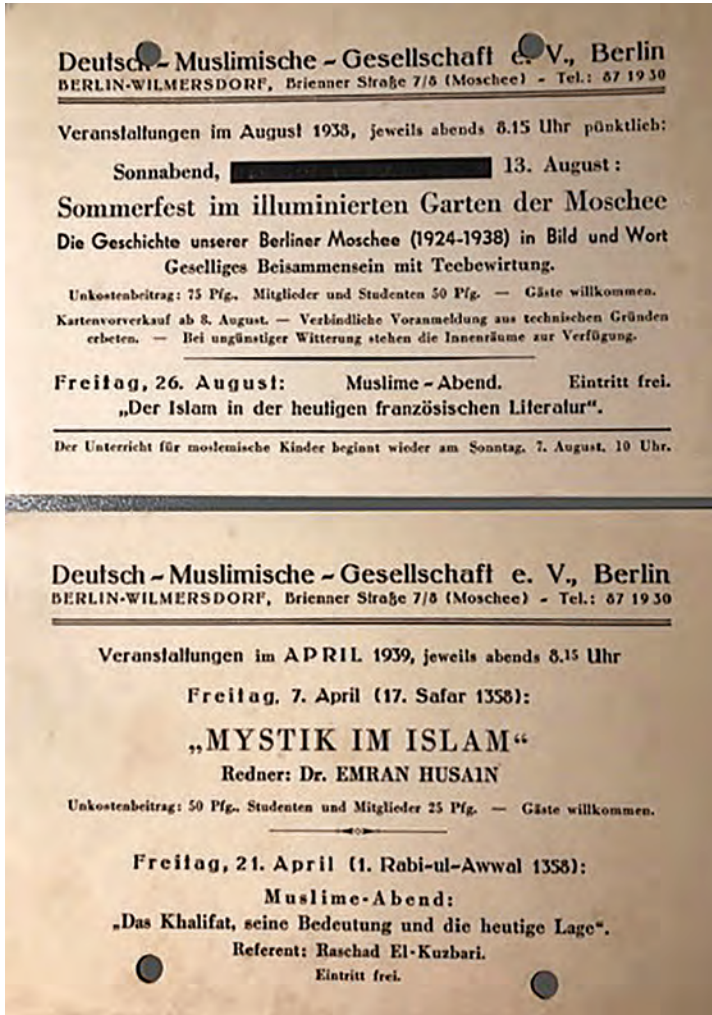 Deutsch-Muslimische-Gesellschaft e. V., Berlin
BERLIN-WILMERSDORF, Brienner Straße 7/8 (Moschee) - Tel.: 87 19 30
Veranstaltungen im August 1938, jeweils abends 8.15 Uhr pünktlich:
Sonnabend, 13. August:
Sommerfest im illuminierten Garten der Moschee
Die Geschichte unserer Berliner Moschee (1924-1938) in Bild und Wort
Geselliges Beisammensein mit Teebewirtung.
Unkostenbeitrag: 75 Pfg., Mitglieder und Studenten 50 Pfg. — Gäste willkommen.
Kartenvorverkauf ab 8. August. — Verbindliche Voranmeldung aus technischen Gründen
erbeten. — Bei ungünstiger Witterung stehen die Innenräume zur Verfügung.
Freitag, 26. August: Muslime-Abend. Eintritt frei.
„Der Islam in der heutigen französischen Literatur“.
Der Unterricht für moslemische Kinder beginnt wieder am Sonntag, 7. August, 10 Uhr.
Deutsch-Muslimische-Gesellschaft e. V., Berlin
BERLIN-WILMERSDORF, Brienner Straße 7/8 (Moschee) - Tel.: 87 19 30
Veranstaltungen im APRIL 1939, jeweils abends 8.15 Uhr
Freitag, 7. April (17. Safar 1358):
„MYSTIK IM ISLAM“
Redner: Dr. EMRAN HUSAIN
Unkostenbeitrag: 50 Pfg., Studenten und Mitglieder 25 Pfg. — Gäste willkommen.
Freitag, 21. April (1. Rabi-ul-Awwal 1358):
Muslime-Abend:
„Das Khalifat, seine Bedeutung und die heutige Lage“.
Referent: Raschad El-Kuzbari.
Eintritt frei.